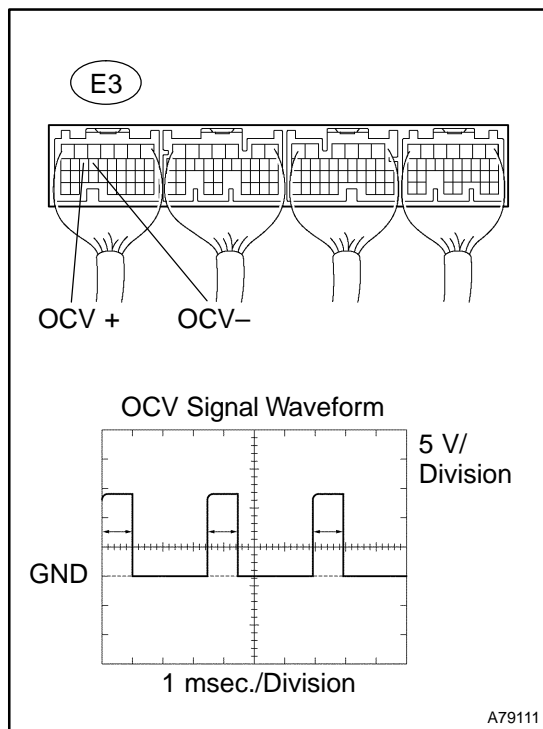 E3
OCV + OCV–
OCV Signal Waveform
5 V/
Division
GND
1 msec./Division
A79111